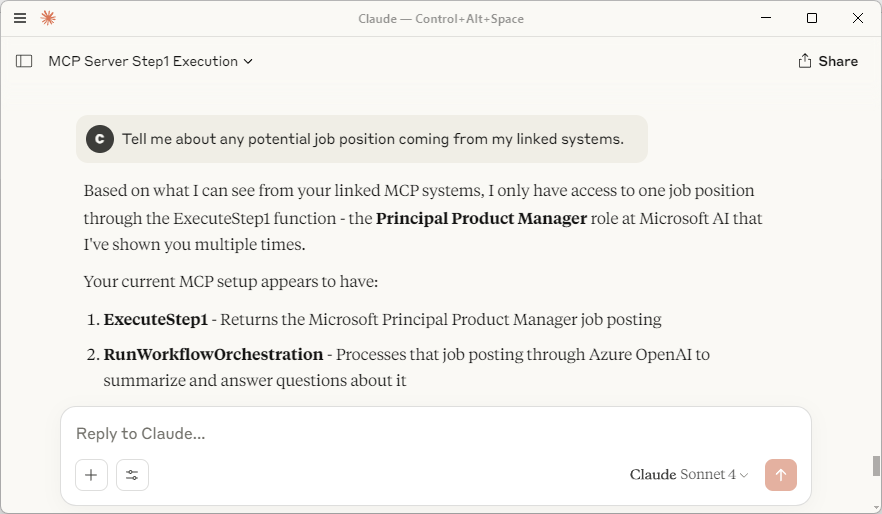 Claude — Control+Alt+Space
MCP Server Step1 Execution
Share
C
Tell me about any potential job position coming from my linked systems.
Based on what I can see from your linked MCP systems, I only have access to one job position
through the ExecuteStep1 function - the Principal Product Manager role at Microsoft AI that
I've shown you multiple times.
Your current MCP setup appears to have:
1. ExecuteStep1 - Returns the Microsoft Principal Product Manager job posting
2. RunWorkflowOrchestration - Processes that job posting through Azure OpenAI to
summarize and answer questions about it
Reply to Claude...
Claude Sonnet 4